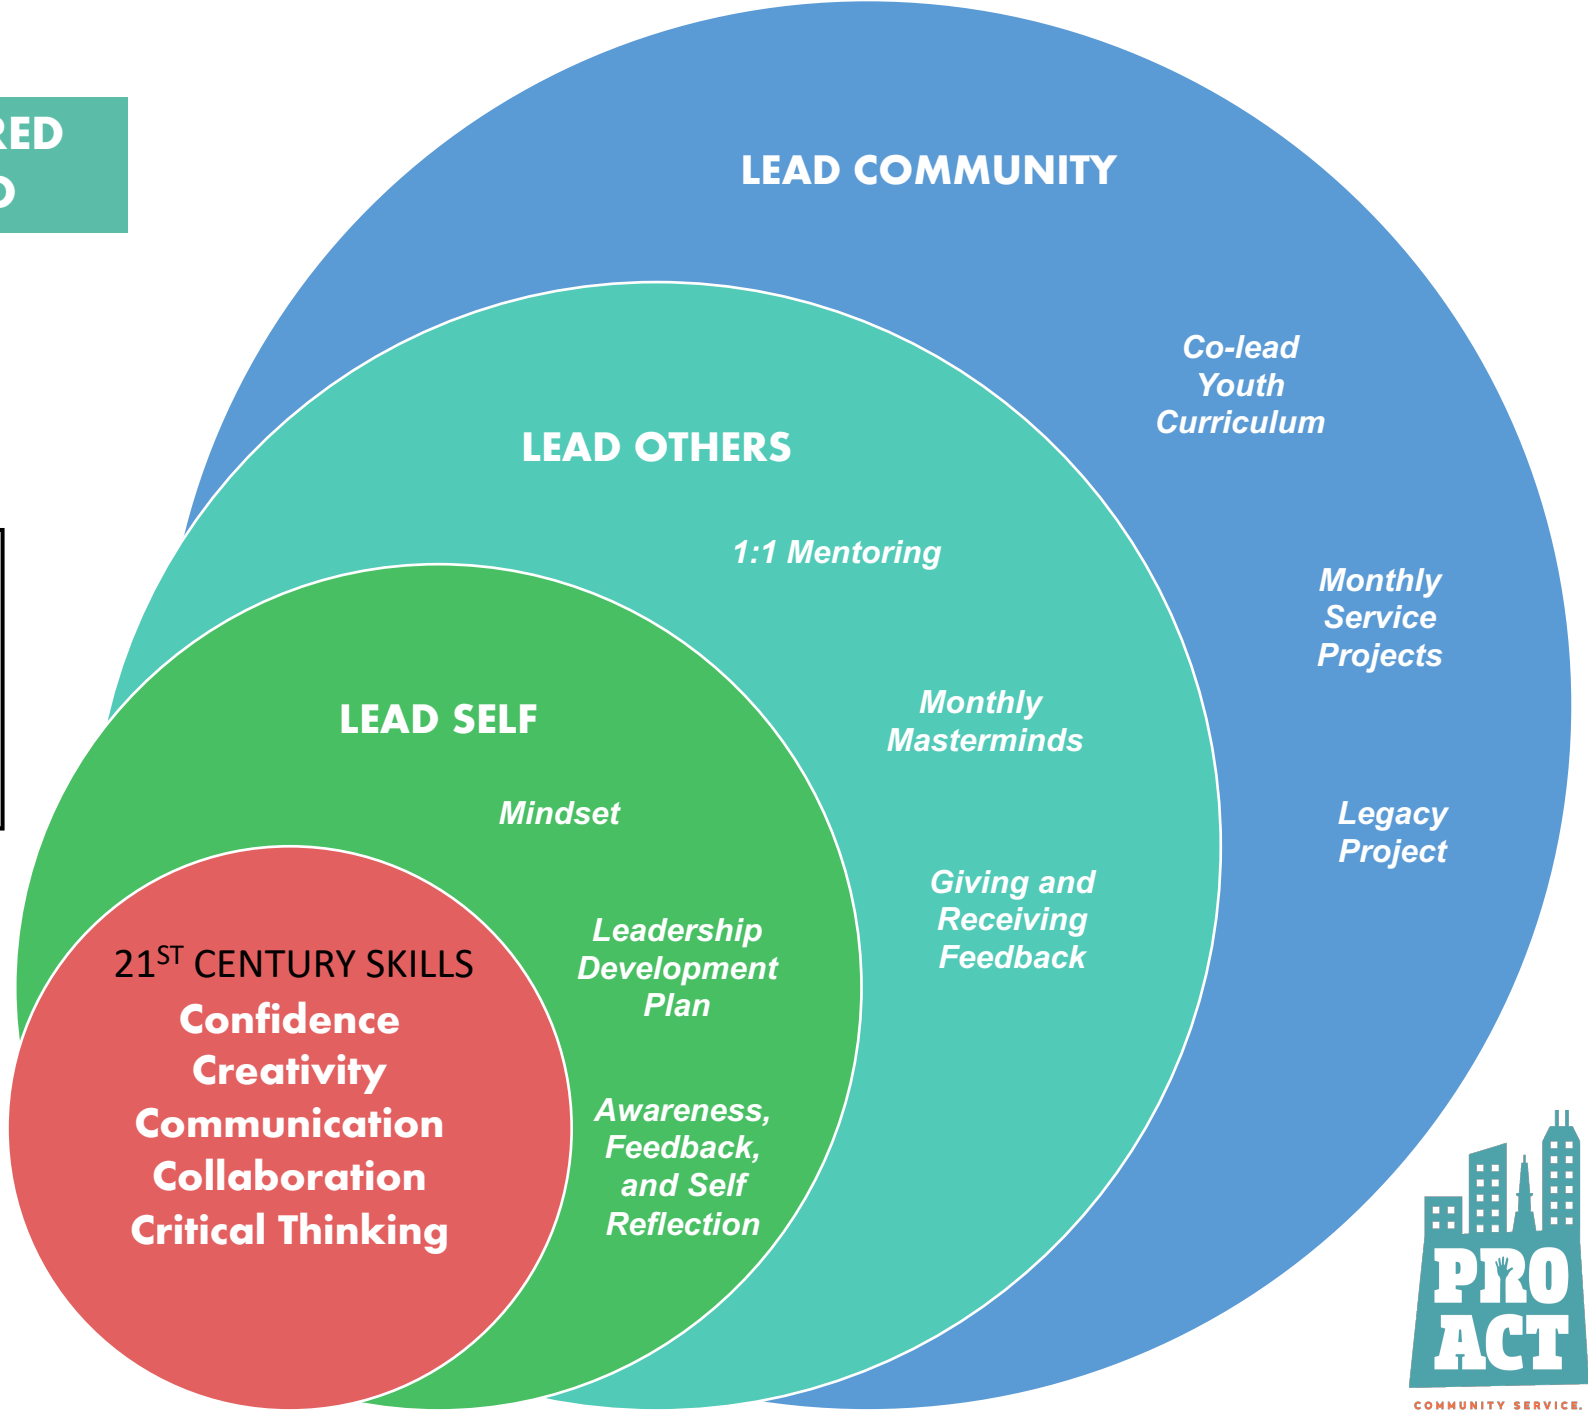 LEAD COMMUNITY
Co-lead
Youth
Curriculum
LEAD OTHERS
1:1 Mentoring
Monthly
Service
Projects
Monthly
Masterminds
LEAD SELF
Mindset
Legacy
Project
Giving and
Receiving
Feedback
Leadership
Development
Plan
21ST CENTURY SKILLS
Confidence
Creativity
Communication
Collaboration
Critical Thinking
Awareness,
Feedback,
and Self
Reflection
PRO
ACT
COMMUNITY SERVICE.